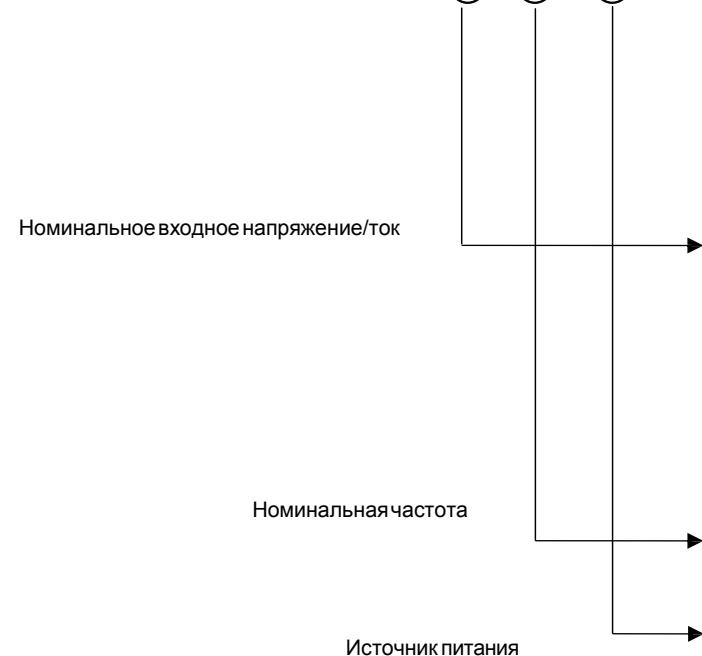 Номинальное входное напряжение/ток
Номинальная частота
Источник питания